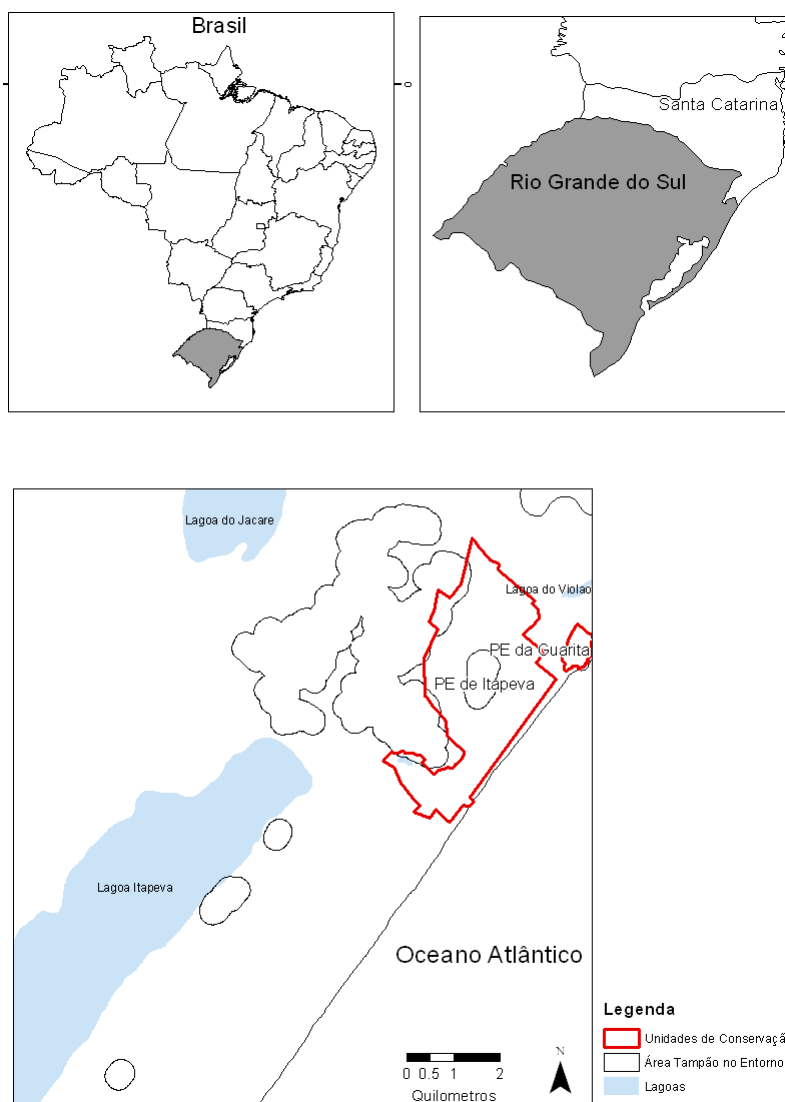 Brasil
0
Santa Catarina
Rio Grande do Sul
Lagoa do Jacare
Lagoa do Violao
PE da Guarita
PE de Itapeva
Lagoa Itapeva
Oceano Atlântico
0 0.5 1 2
Quilometros
N
Legenda
Unidades de Conservaçã
Área Tampão no Entorno
Lagoas